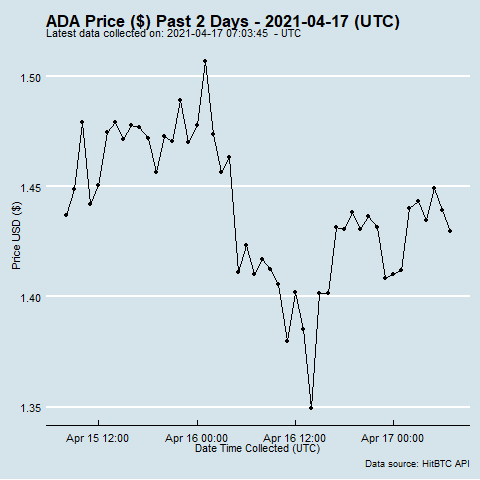 ADA Price ($) Past 2 Days - 2021-04-17 (UTC)
Latest data collected on: 2021-04-17 07:03:45  - UTC
Price USD ($)
1.50
1.45
1.40
1.35
Apr 15 12:00 Apr 16 00:00 Apr 16 12:00 Apr 17 00:00
Date Time Collected (UTC)
Data source: HitBTC API